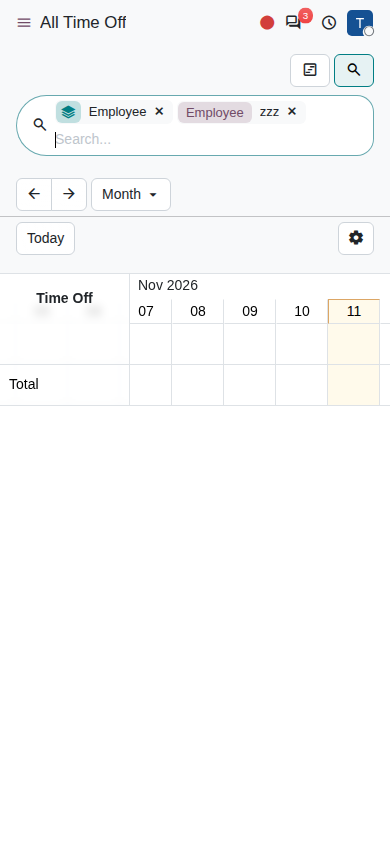 All Time Off
3
T
Employee ×
Employee zzz ×
Search...
Month
Today
Nov 2026
Time Off
07 08 09 10 11
Total